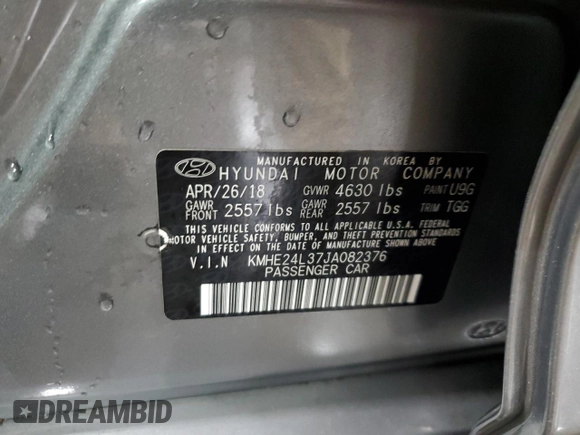 MANUFACTURED IN KOREA BY
HYUNDAI MOTOR COMPANY
APR/26/18 GVWR 4630 lbs PAINT U9G
GAWR FRONT 2557 lbs GAWR REAR 2557 lbs TRIM TGG
THIS VEHICLE CONFORMS TO ALL APPLICABLE U.S.A. FEDERAL
MOTOR VEHICLE SAFETY, BUMPER, AND THEFT PREVENTION
STANDARDS IN EFFECT ON THE DATE OF MANUFACTURE SHOWN
ABOVE.
V.I.N KMHE24L37JA082376
PASSENGER CAR
DREAMBID